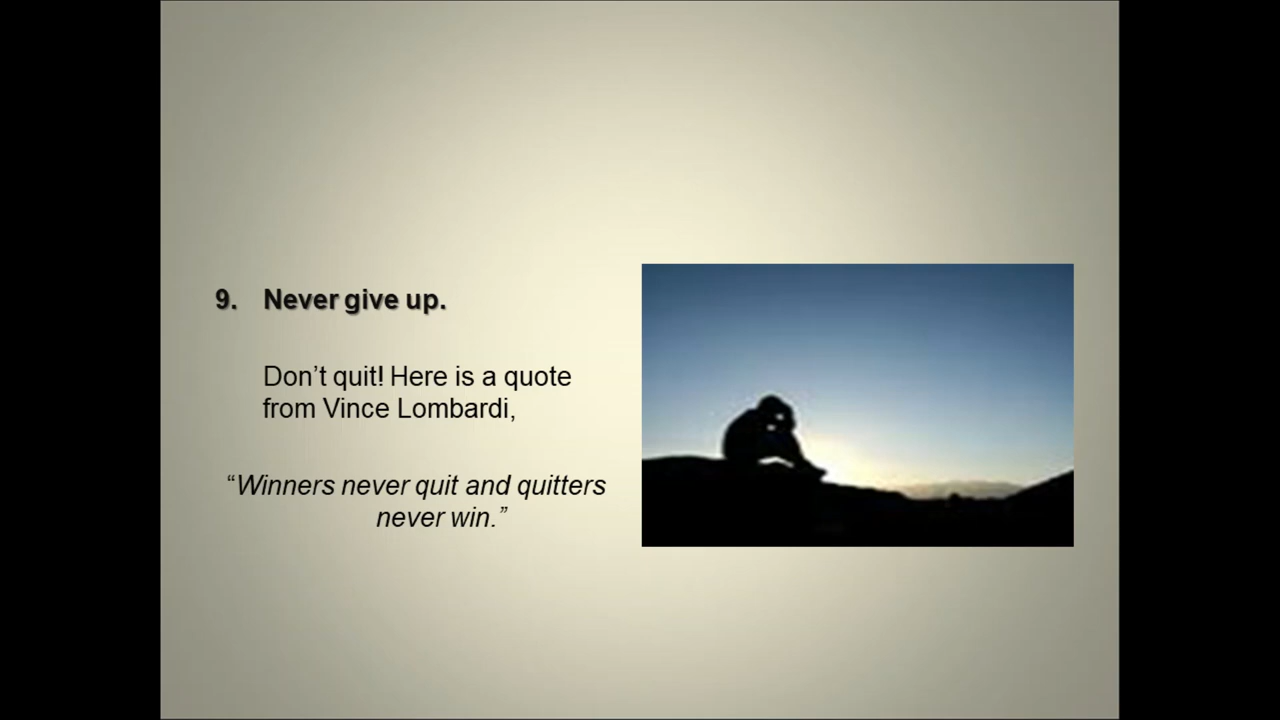 9. Never give up.
Don’t quit! Here is a quote
from Vince Lombardi,
“Winners never quit and quitters
never win.”